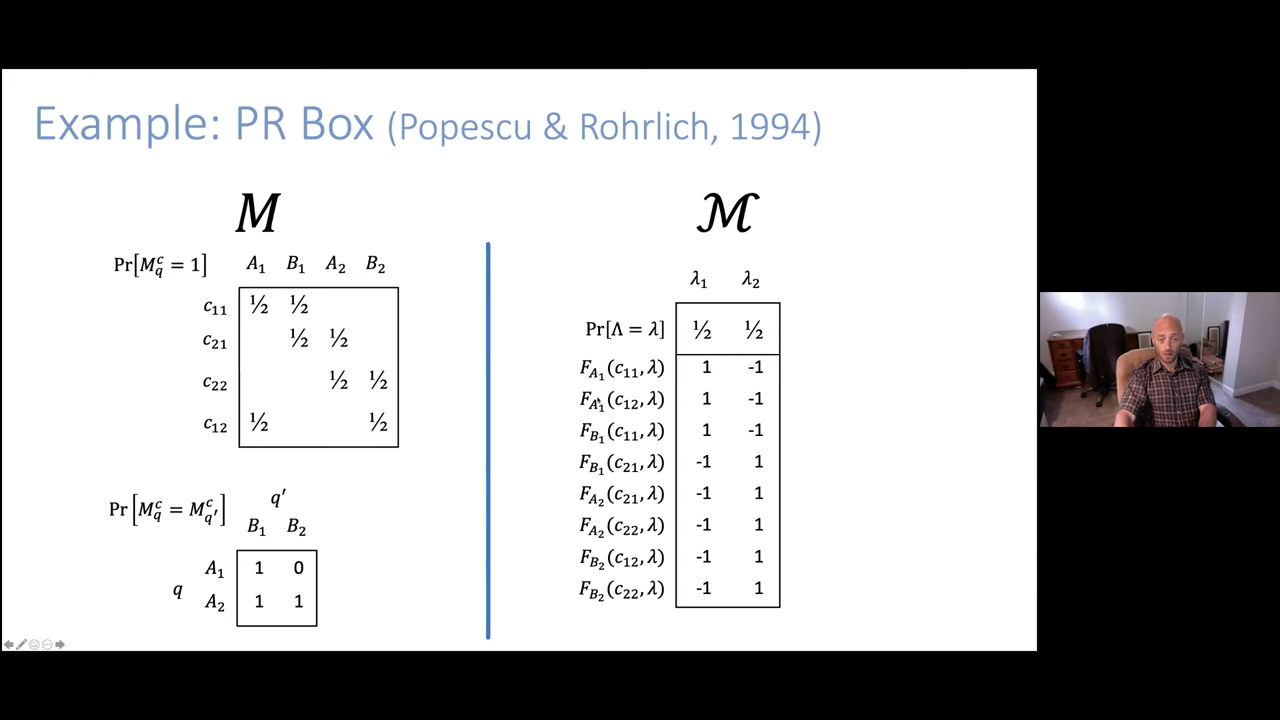 Example: PR Box (Popescu & Rohrlich, 1994)
M
Pr[M_q^c = 1] A₁ B₁ A₂ B₂
c₁₁ ½ ½
c₂₁ ½ ½
c₂₂ ½ ½
c₁₂ ½ ½
Pr[M_q^c = M_q'^c] q'
B₁ B₂
A₁ 1 0
q
A₂ 1 1
ℳ
λ₁ λ₂
Pr[Λ = λ] ½ ½
F_A₁(c₁₁, λ) 1 -1
F_A₁(c₁₂, λ) 1 -1
F_B₁(c₁₁, λ) 1 -1
F_B₁(c₂₁, λ) -1 1
F_A₂(c₂₁, λ) -1 1
F_A₂(c₂₂, λ) -1 1
F_B₂(c₁₂, λ) -1 1
F_B₂(c₂₂, λ) -1 1